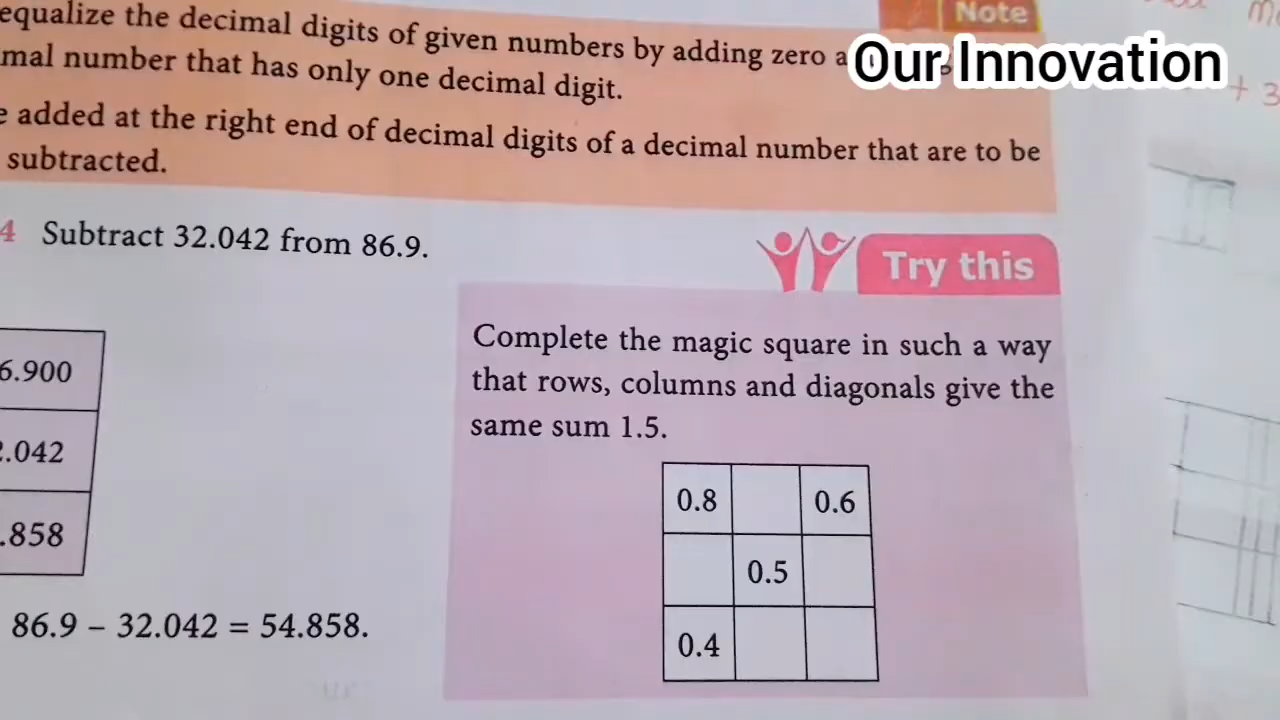 Note
Our Innovation
equalize the decimal digits of given numbers by adding zero
mal number that has only one decimal digit.
added at the right end of decimal digits of a decimal number that are to be
subtracted.
+ 3
4 Subtract 32.042 from 86.9.
6.900
2.042
.858
86.9 – 32.042 = 54.858.
Try this
Complete the magic square in such a way
that rows, columns and diagonals give the
same sum 1.5.
0.8 0.6
0.5
0.4